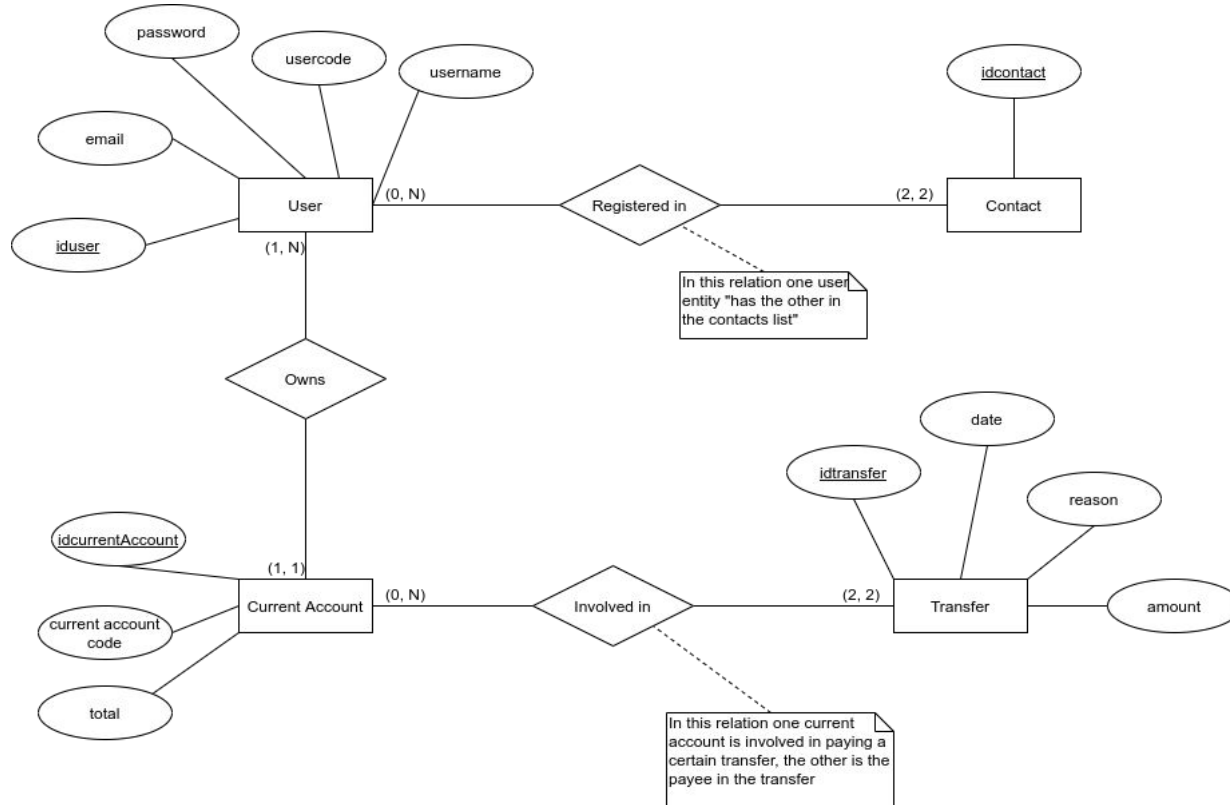 password
usercode
username
idcontact
email
User
(0, N)
Registered in
(2, 2)
Contact
iduser
(1, N)
In this relation one user
entity "has the other in
the contacts list"
Owns
date
idtransfer
reason
idcurrentAccount
(1, 1)
Current Account
(0, N)
Involved in
(2, 2)
Transfer
amount
current account
code
total
In this relation one current
account is involved in paying a
certain transfer, the other is the
payee in the transfer